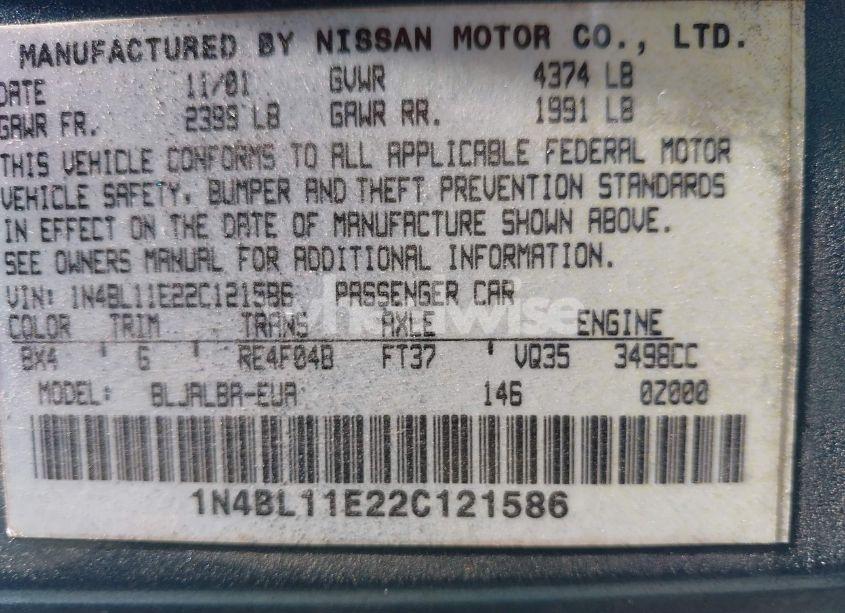 MANUFACTURED BY NISSAN MOTOR CO., LTD.
DATE 11/01 GVWR 4374 LB
GAWR FR. 2399 LB GAWR RR. 1991 LB
THIS VEHICLE CONFORMS TO ALL APPLICABLE FEDERAL MOTOR
VEHICLE SAFETY, BUMPER AND THEFT PREVENTION STANDARDS
IN EFFECT ON THE DATE OF MANUFACTURE SHOWN ABOVE.
SEE OWNERS MANUAL FOR ADDITIONAL INFORMATION.
VIN: 1N4BL11E22C121586 PASSENGER CAR
COLOR TRIM TRANS AXLE ENGINE
BX4 ' G RE4F04B FT37 ' VQ35 3498CC
MODEL: BLJALBA-EUA 146 0Z000
1N4BL11E22C121586